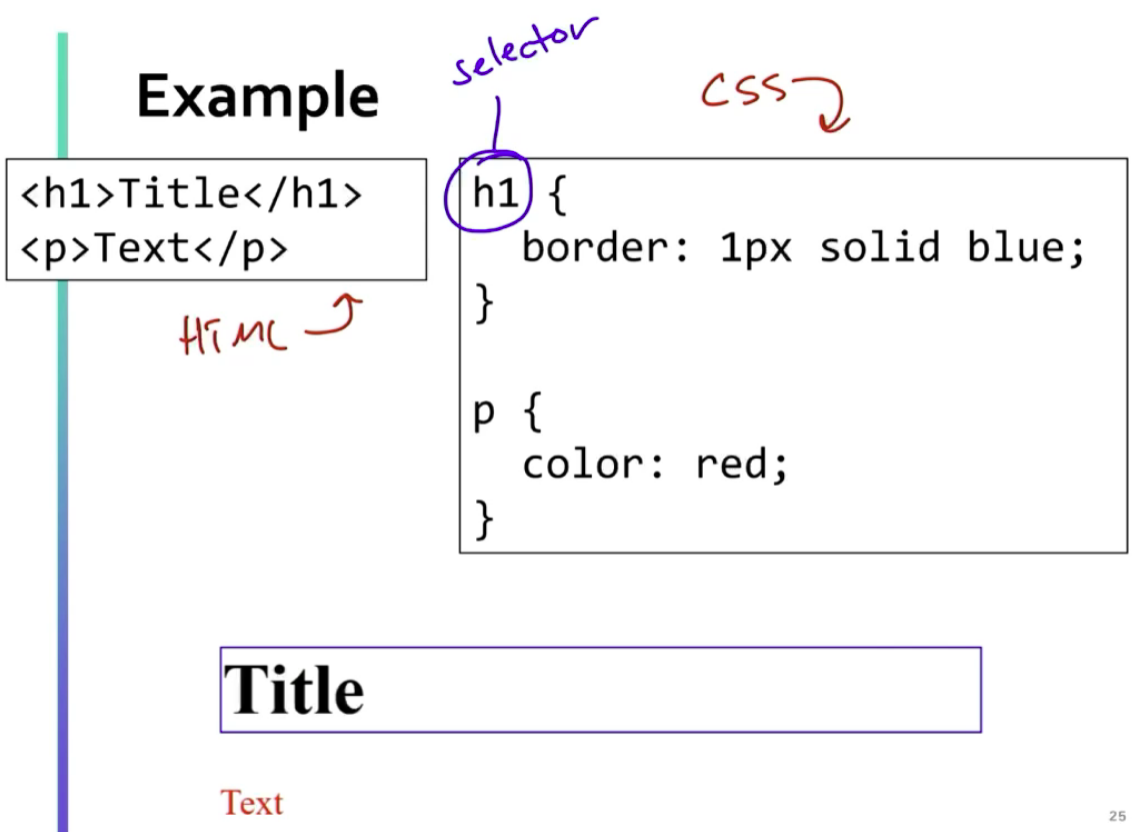 selector
Example
CSS
<h1>Title</h1>
<p>Text</p>
HTML
h1 {
border: 1px solid blue;
}
p {
color: red;
}
Title
Text
25